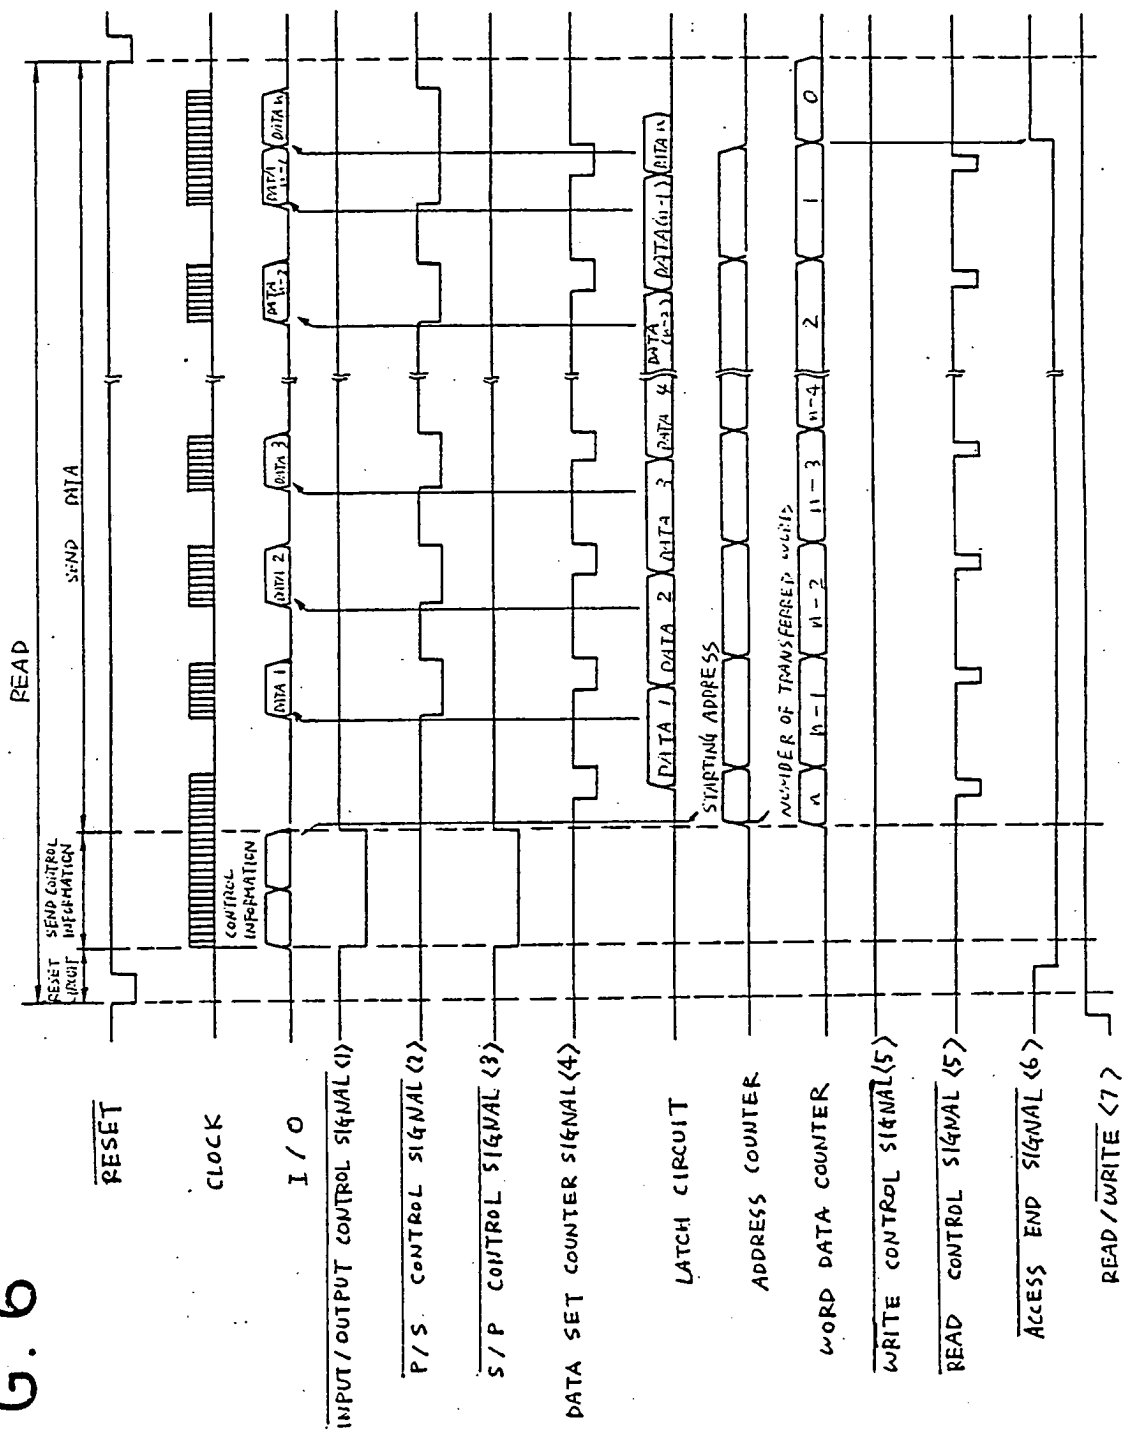 G. 6
READ
RESET CIRCUIT
SEND CONTROL INFORMATION
SEND DATA
RESET
CLOCK
I/O
CONTROL INFORMATION
DATA 1
DATA 2
DATA 3
DATA n-2
DATA n-1
DATA n
INPUT/OUTPUT CONTROL SIGNAL <1>
P/S CONTROL SIGNAL <2>
S/P CONTROL SIGNAL <3>
DATA SET COUNTER SIGNAL <4>
LATCH CIRCUIT
DATA 1
DATA 2
DATA 3
DATA 4
DATA (n-2)
DATA (n-1)
DATA n
STARTING ADDRESS
ADDRESS COUNTER
NUMBER OF TRANSFERRED WORDS
WORD DATA COUNTER
n
n-1
n-2
n-3
n-4
2
1
0
WRITE CONTROL SIGNAL <5>
READ CONTROL SIGNAL <5>
ACCESS END SIGNAL <6>
READ/WRITE <7>